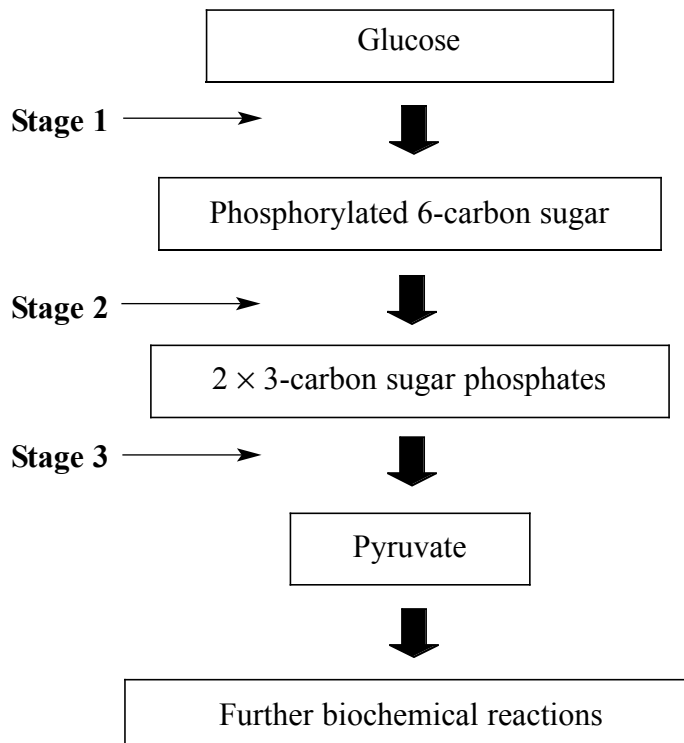 Glucose
Stage 1
Phosphorylated 6-carbon sugar
Stage 2
2 × 3-carbon sugar phosphates
Stage 3
Pyruvate
Further biochemical reactions